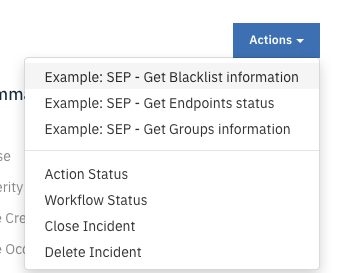 Actions
Example: SEP - Get Blacklist information
Example: SEP - Get Endpoints status
Example: SEP - Get Groups information
Action Status
Workflow Status
Close Incident
Delete Incident